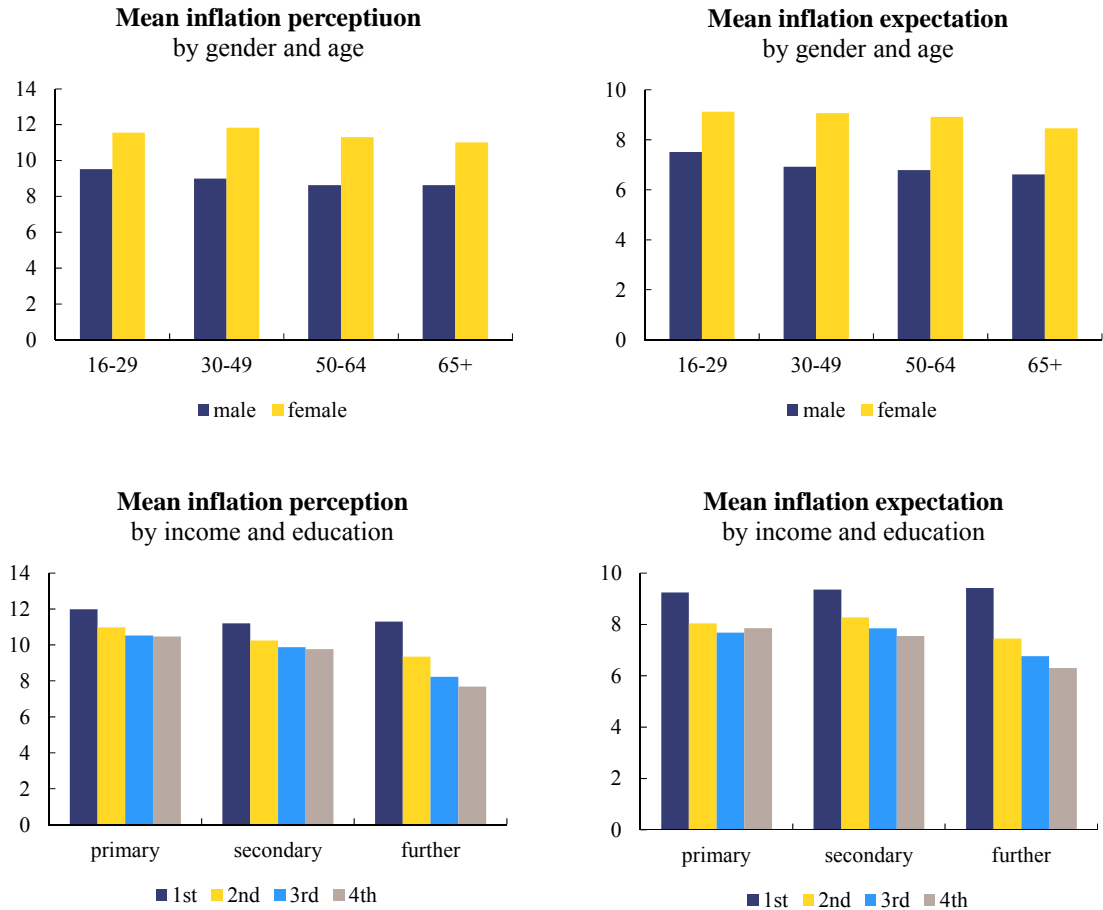 Mean inflation perceptiuon
by gender and age
14
12
10
8
6
4
2
0
16-29 30-49 50-64 65+
male female
Mean inflation expectation
by gender and age
10
8
6
4
2
0
16-29 30-49 50-64 65+
male female
Mean inflation perception
by income and education
14
12
10
8
6
4
2
0
primary secondary further
1st 2nd 3rd 4th
Mean inflation expectation
by income and education
10
8
6
4
2
0
primary secondary further
1st 2nd 3rd 4th